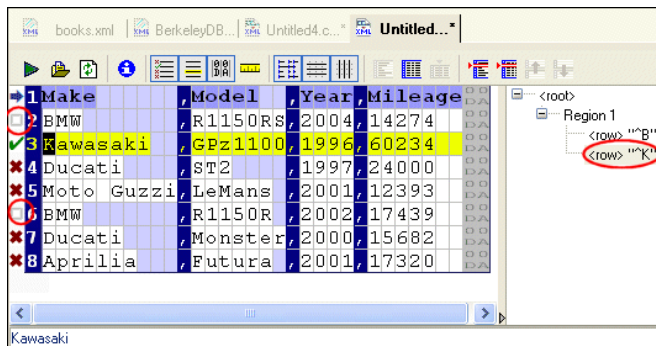 books.xml BerkeleyDB... Untitled4.c...* Untitled...*
1 Make ,Model ,Year,Mileage
2 BMW ,R1150RS,2004,14274
3 Kawasaki ,GPz1100,1996,60234
4 Ducati ,ST2 ,1997,24000
5 Moto Guzzi,LeMans ,2001,12393
6 BMW ,R1150R ,2002,17439
7 Ducati ,Monster,2000,15682
8 Aprilia ,Futura ,2001,17320
<root>
Region 1
<row> "^B"
<row> "^K"
Kawasaki